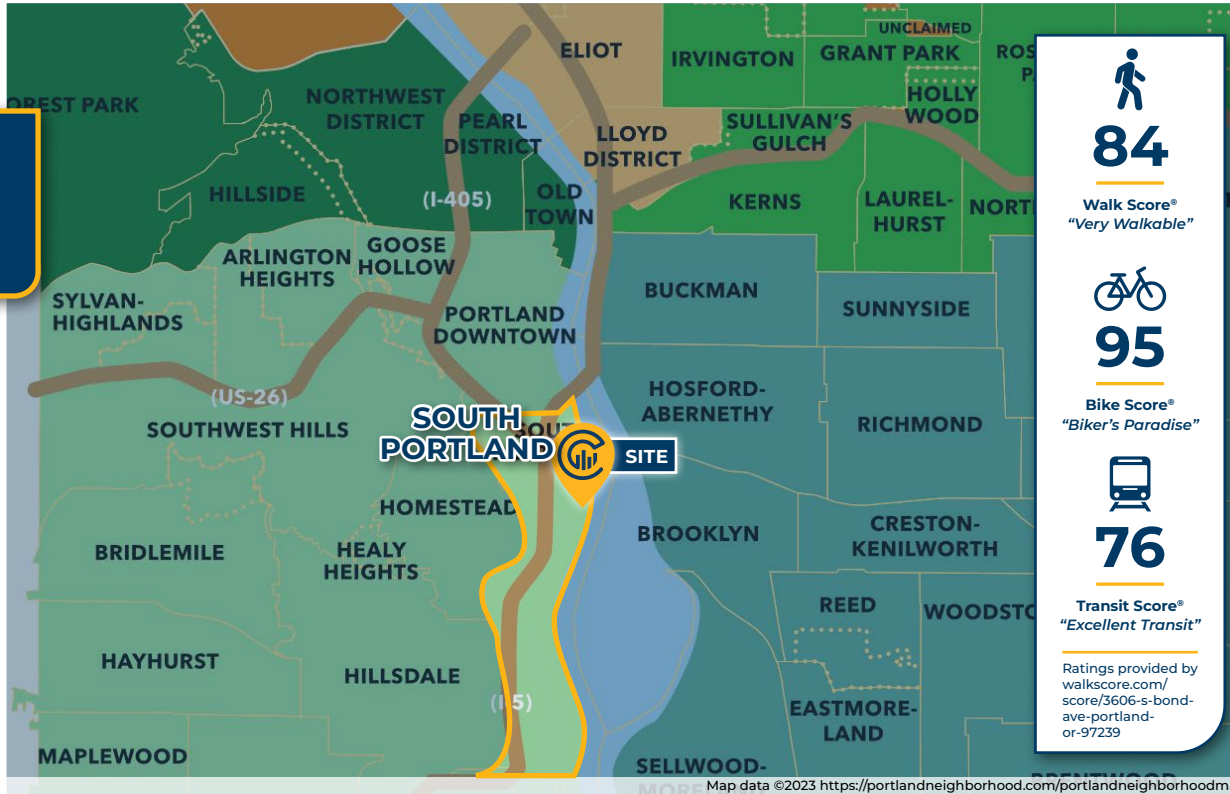 UNCLAIMED
ELIOT
IRVINGTON
GRANT PARK
OREST PARK
NORTHWEST
DISTRICT
PEARL
DISTRICT
HOLLY
WOOD
LLOYD
DISTRICT
SULLIVAN'S
GULCH
HILLSIDE
(I-405)
OLD
TOWN
KERNS
LAUREL-
HURST
ARLINGTON
HEIGHTS
GOOSE
HOLLOW
SYLVAN-
HIGHLANDS
PORTLAND
DOWNTOWN
BUCKMAN
SUNNYSIDE
(US-26)
SOUTHWEST HILLS
SOUTH
PORTLAND
SITE
HOSFORD-
ABERNETHY
RICHMOND
HOMESTEAD
BRIDLEMILE
HEALY
HEIGHTS
BROOKLYN
CRESTON-
KENILWORTH
REED
WOODSTO
HAYHURST
HILLSDALE
(I-5)
EASTMORE-
LAND
MAPLEWOOD
SELLWOOD-
84
Walk Score®
“Very Walkable”
95
Bike Score®
“Biker’s Paradise”
76
Transit Score®
“Excellent Transit”
Ratings provided by
walkscore.com/
score/3606-s-bond-
ave-portland-
or-97239
Map data ©2023 https://portlandneighborhood.com/portlandneighborhoodm